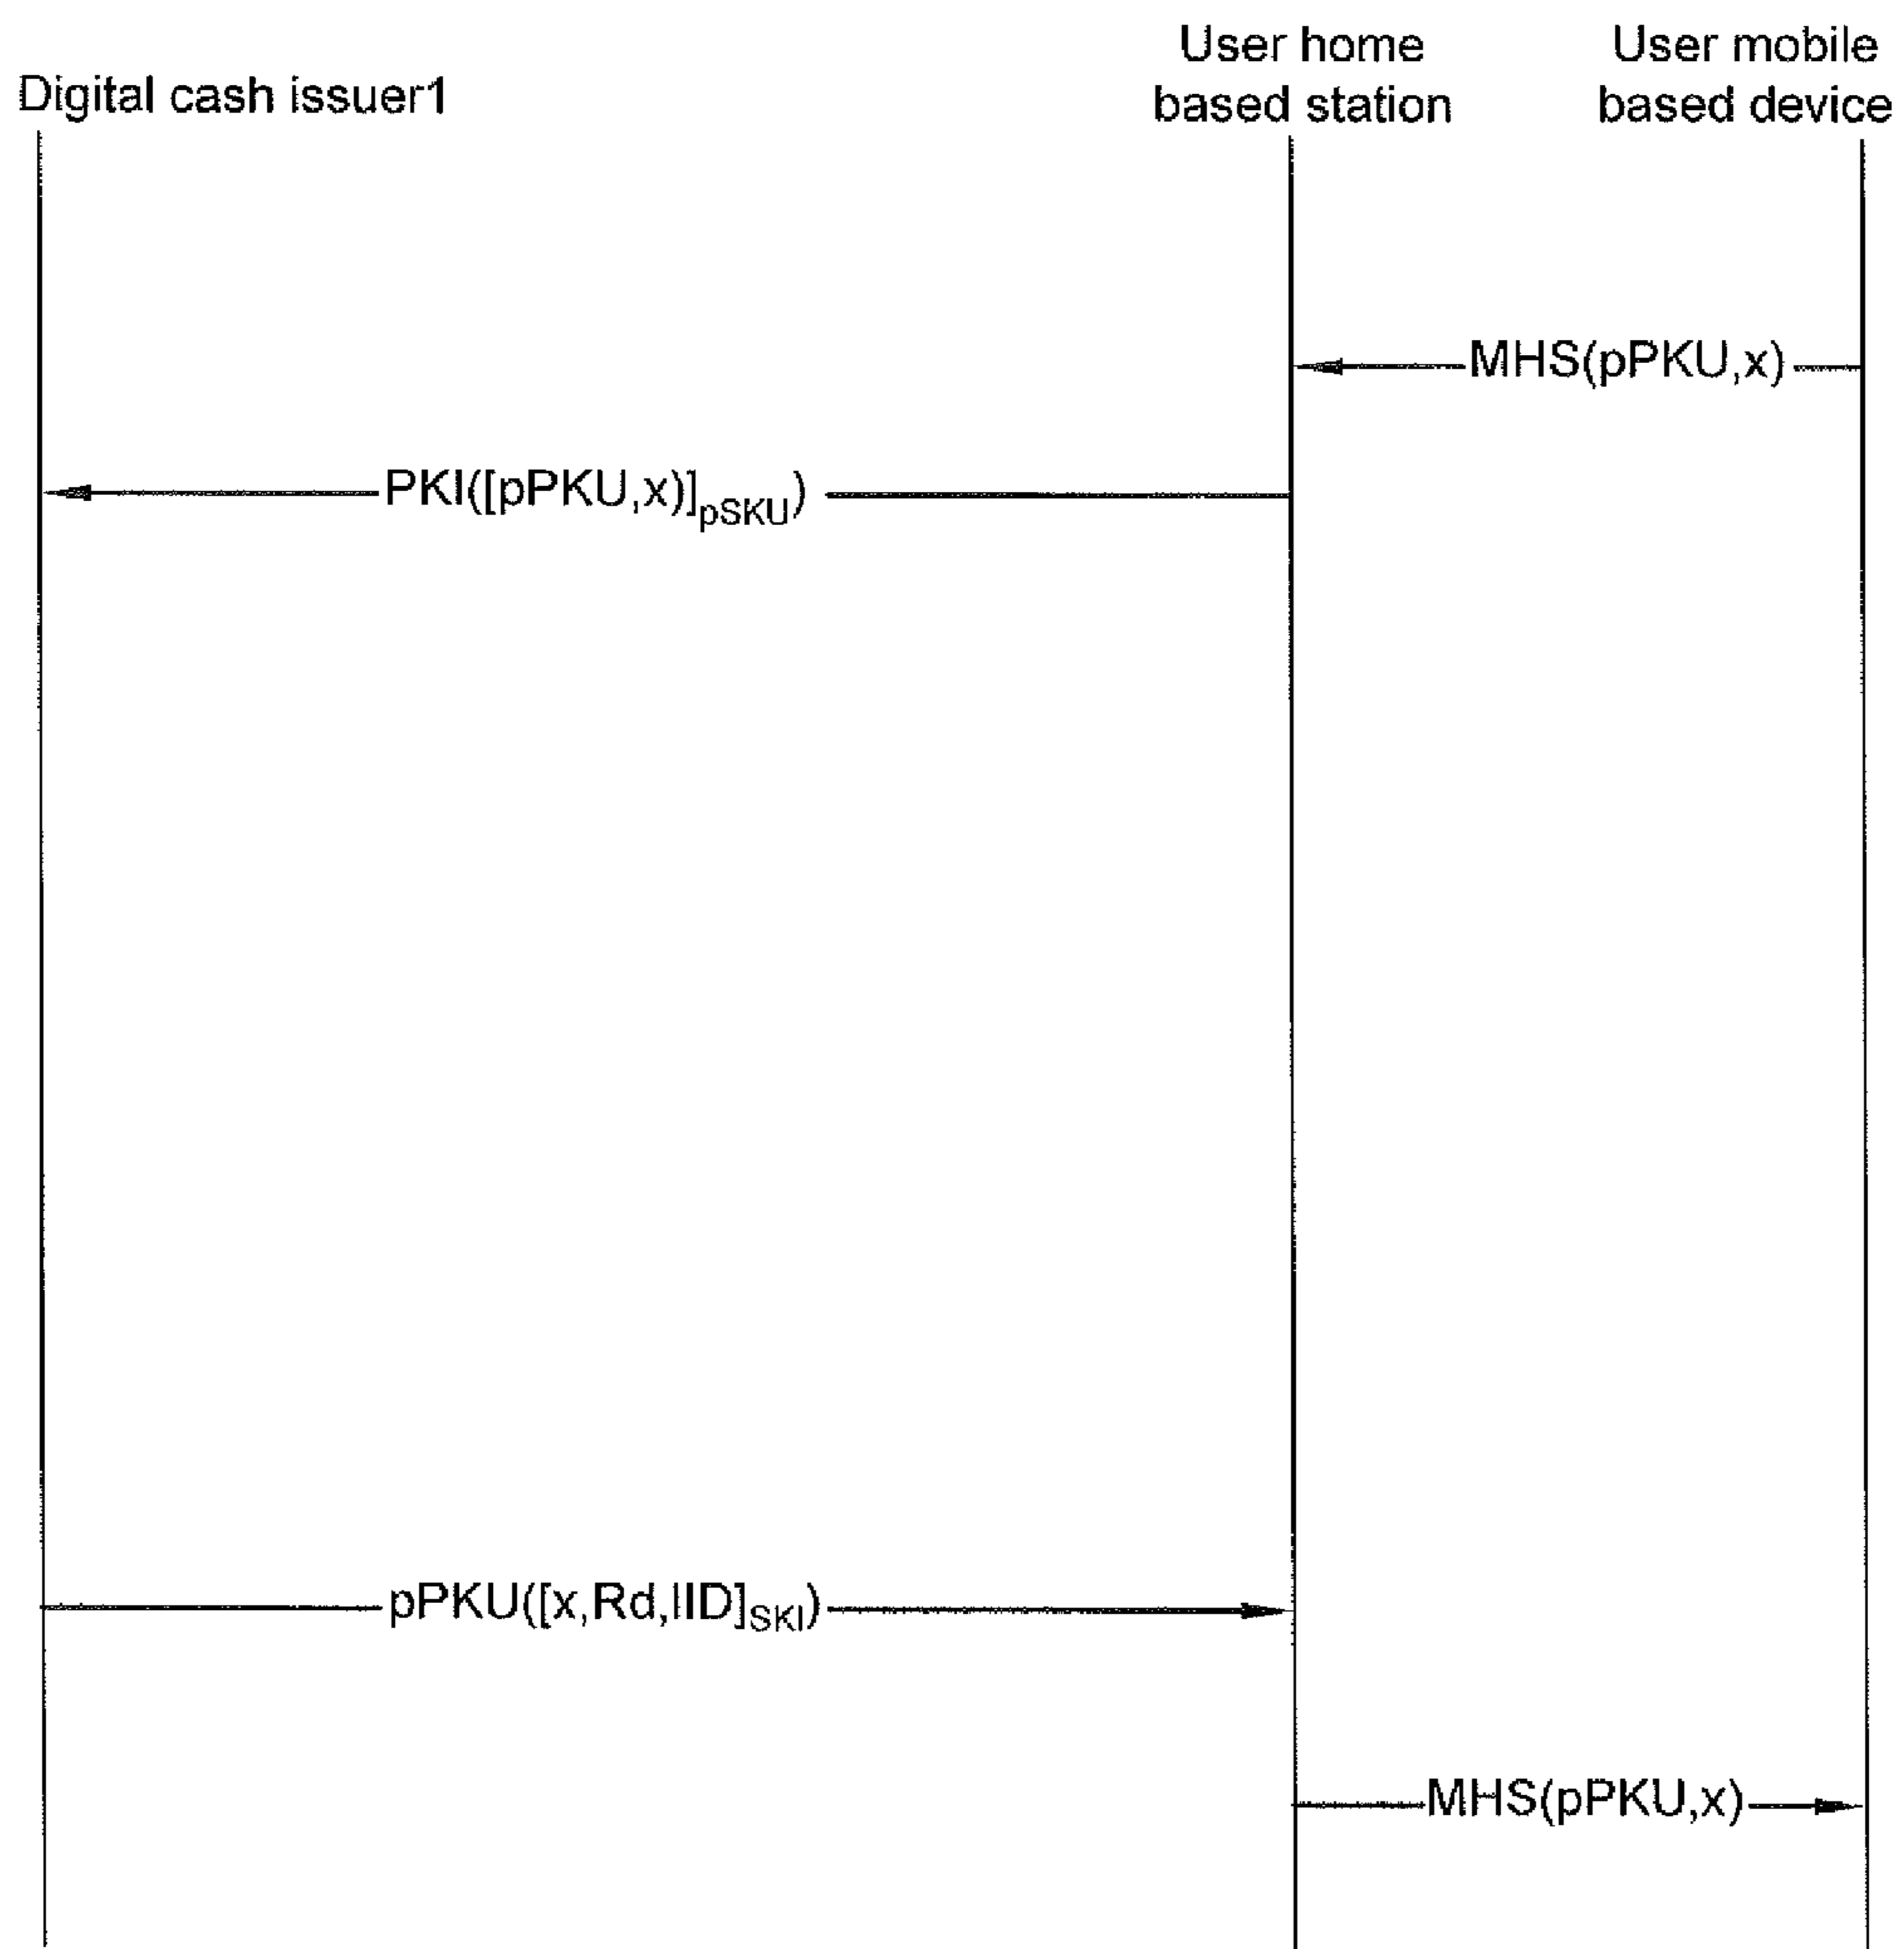 Digital cash issuer1
User home
based station
User mobile
based device
MHS(pPKU,x)
PKI([pPKU,x)]pSKU)
pPKU([x,Rd,IID]SKI)
MHS(pPKU,x)